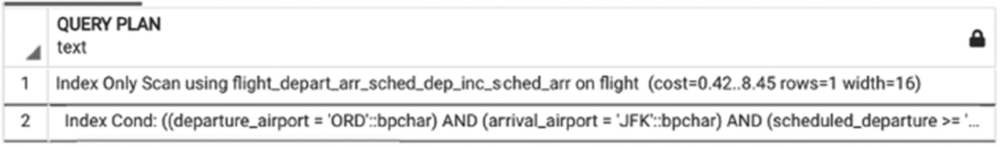 QUERY PLAN
text
1 Index Only Scan using flight_depart_arr_sched_dep_inc_sched_arr on flight (cost=0.42..8.45 rows=1 width=16)
2 Index Cond: ((departure_airport = 'ORD'::bpchar) AND (arrival_airport = 'JFK'::bpchar) AND (scheduled_departure >= '...